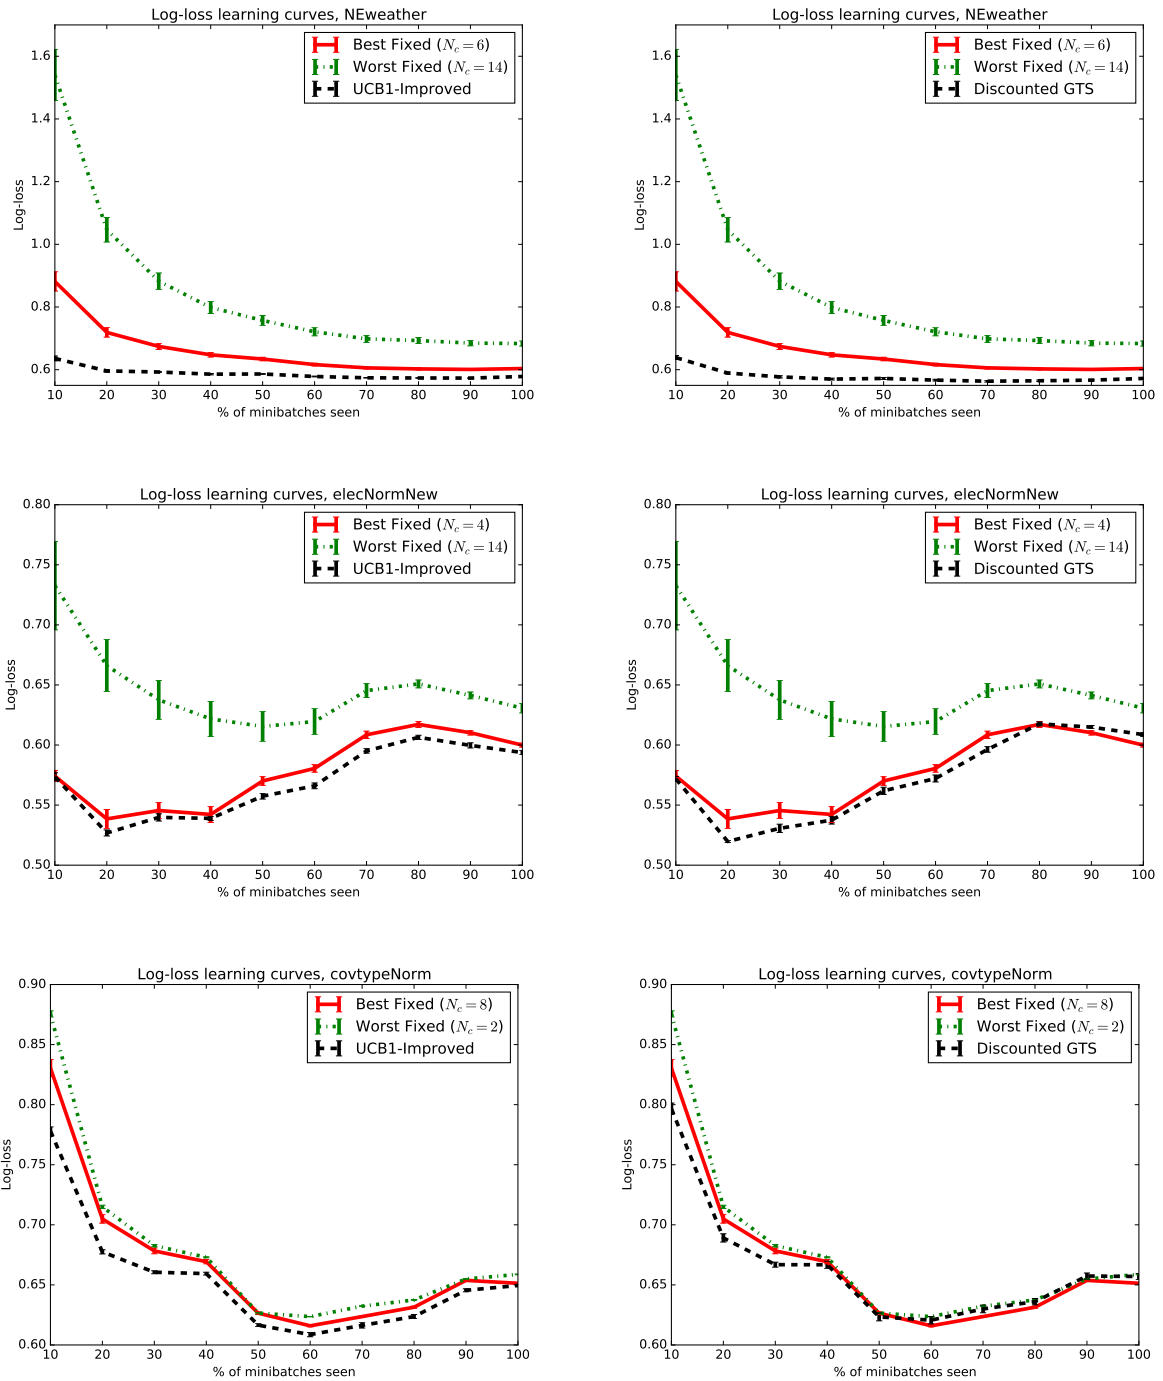 Log-loss learning curves, NEweather
Best Fixed (N_c = 6)
Worst Fixed (N_c = 14)
UCB1-Improved
Log-loss
1.6
1.4
1.2
1.0
0.8
0.6
10 20 30 40 50 60 70 80 90 100
% of minibatches seen
Log-loss learning curves, NEweather
Best Fixed (N_c = 6)
Worst Fixed (N_c = 14)
Discounted GTS
Log-loss
1.6
1.4
1.2
1.0
0.8
0.6
10 20 30 40 50 60 70 80 90 100
% of minibatches seen
Log-loss learning curves, elecNormNew
Best Fixed (N_c = 4)
Worst Fixed (N_c = 14)
UCB1-Improved
Log-loss
0.80
0.75
0.70
0.65
0.60
0.55
0.50
10 20 30 40 50 60 70 80 90 100
% of minibatches seen
Log-loss learning curves, elecNormNew
Best Fixed (N_c = 4)
Worst Fixed (N_c = 14)
Discounted GTS
Log-loss
0.80
0.75
0.70
0.65
0.60
0.55
0.50
10 20 30 40 50 60 70 80 90 100
% of minibatches seen
Log-loss learning curves, covtypeNorm
Best Fixed (N_c = 8)
Worst Fixed (N_c = 2)
UCB1-Improved
Log-loss
0.90
0.85
0.80
0.75
0.70
0.65
0.60
10 20 30 40 50 60 70 80 90 100
% of minibatches seen
Log-loss learning curves, covtypeNorm
Best Fixed (N_c = 8)
Worst Fixed (N_c = 2)
Discounted GTS
Log-loss
0.90
0.85
0.80
0.75
0.70
0.65
0.60
10 20 30 40 50 60 70 80 90 100
% of minibatches seen